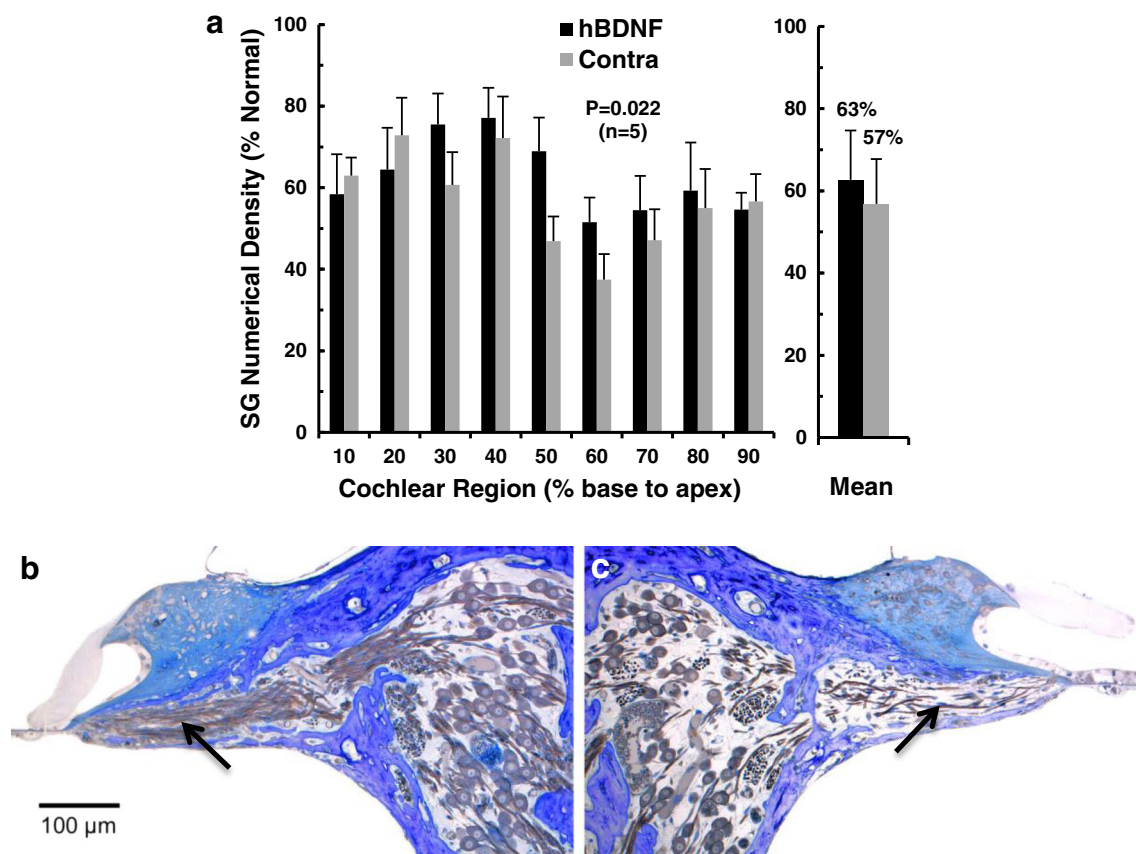 a
100
80
60
40
20
0
SG Numerical Density (% Normal)
hBDNF
Contra
P=0.022
(n=5)
10 20 30 40 50 60 70 80 90
Cochlear Region (% base to apex)
100
80
60
40
20
0
63%
57%
Mean
b
c
100 µm